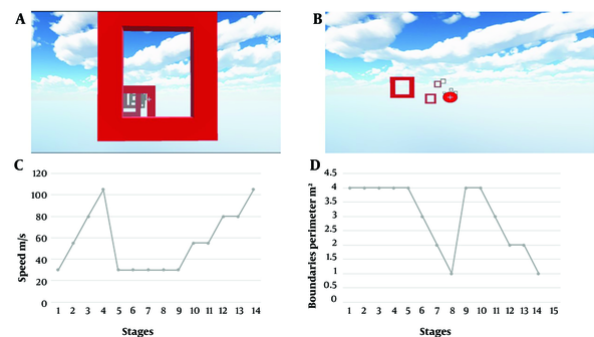 A
B
C
120
100
80
60
40
20
0
Speed m/s
1 2 3 4 5 6 7 8 9 10 11 12 13 14
Stages
D
4.5
4
3.5
3
2.5
2
1.5
1
0.5
0
Boundaries perimeter m²
1 2 3 4 5 6 7 8 9 10 11 12 13 14 15
Stages